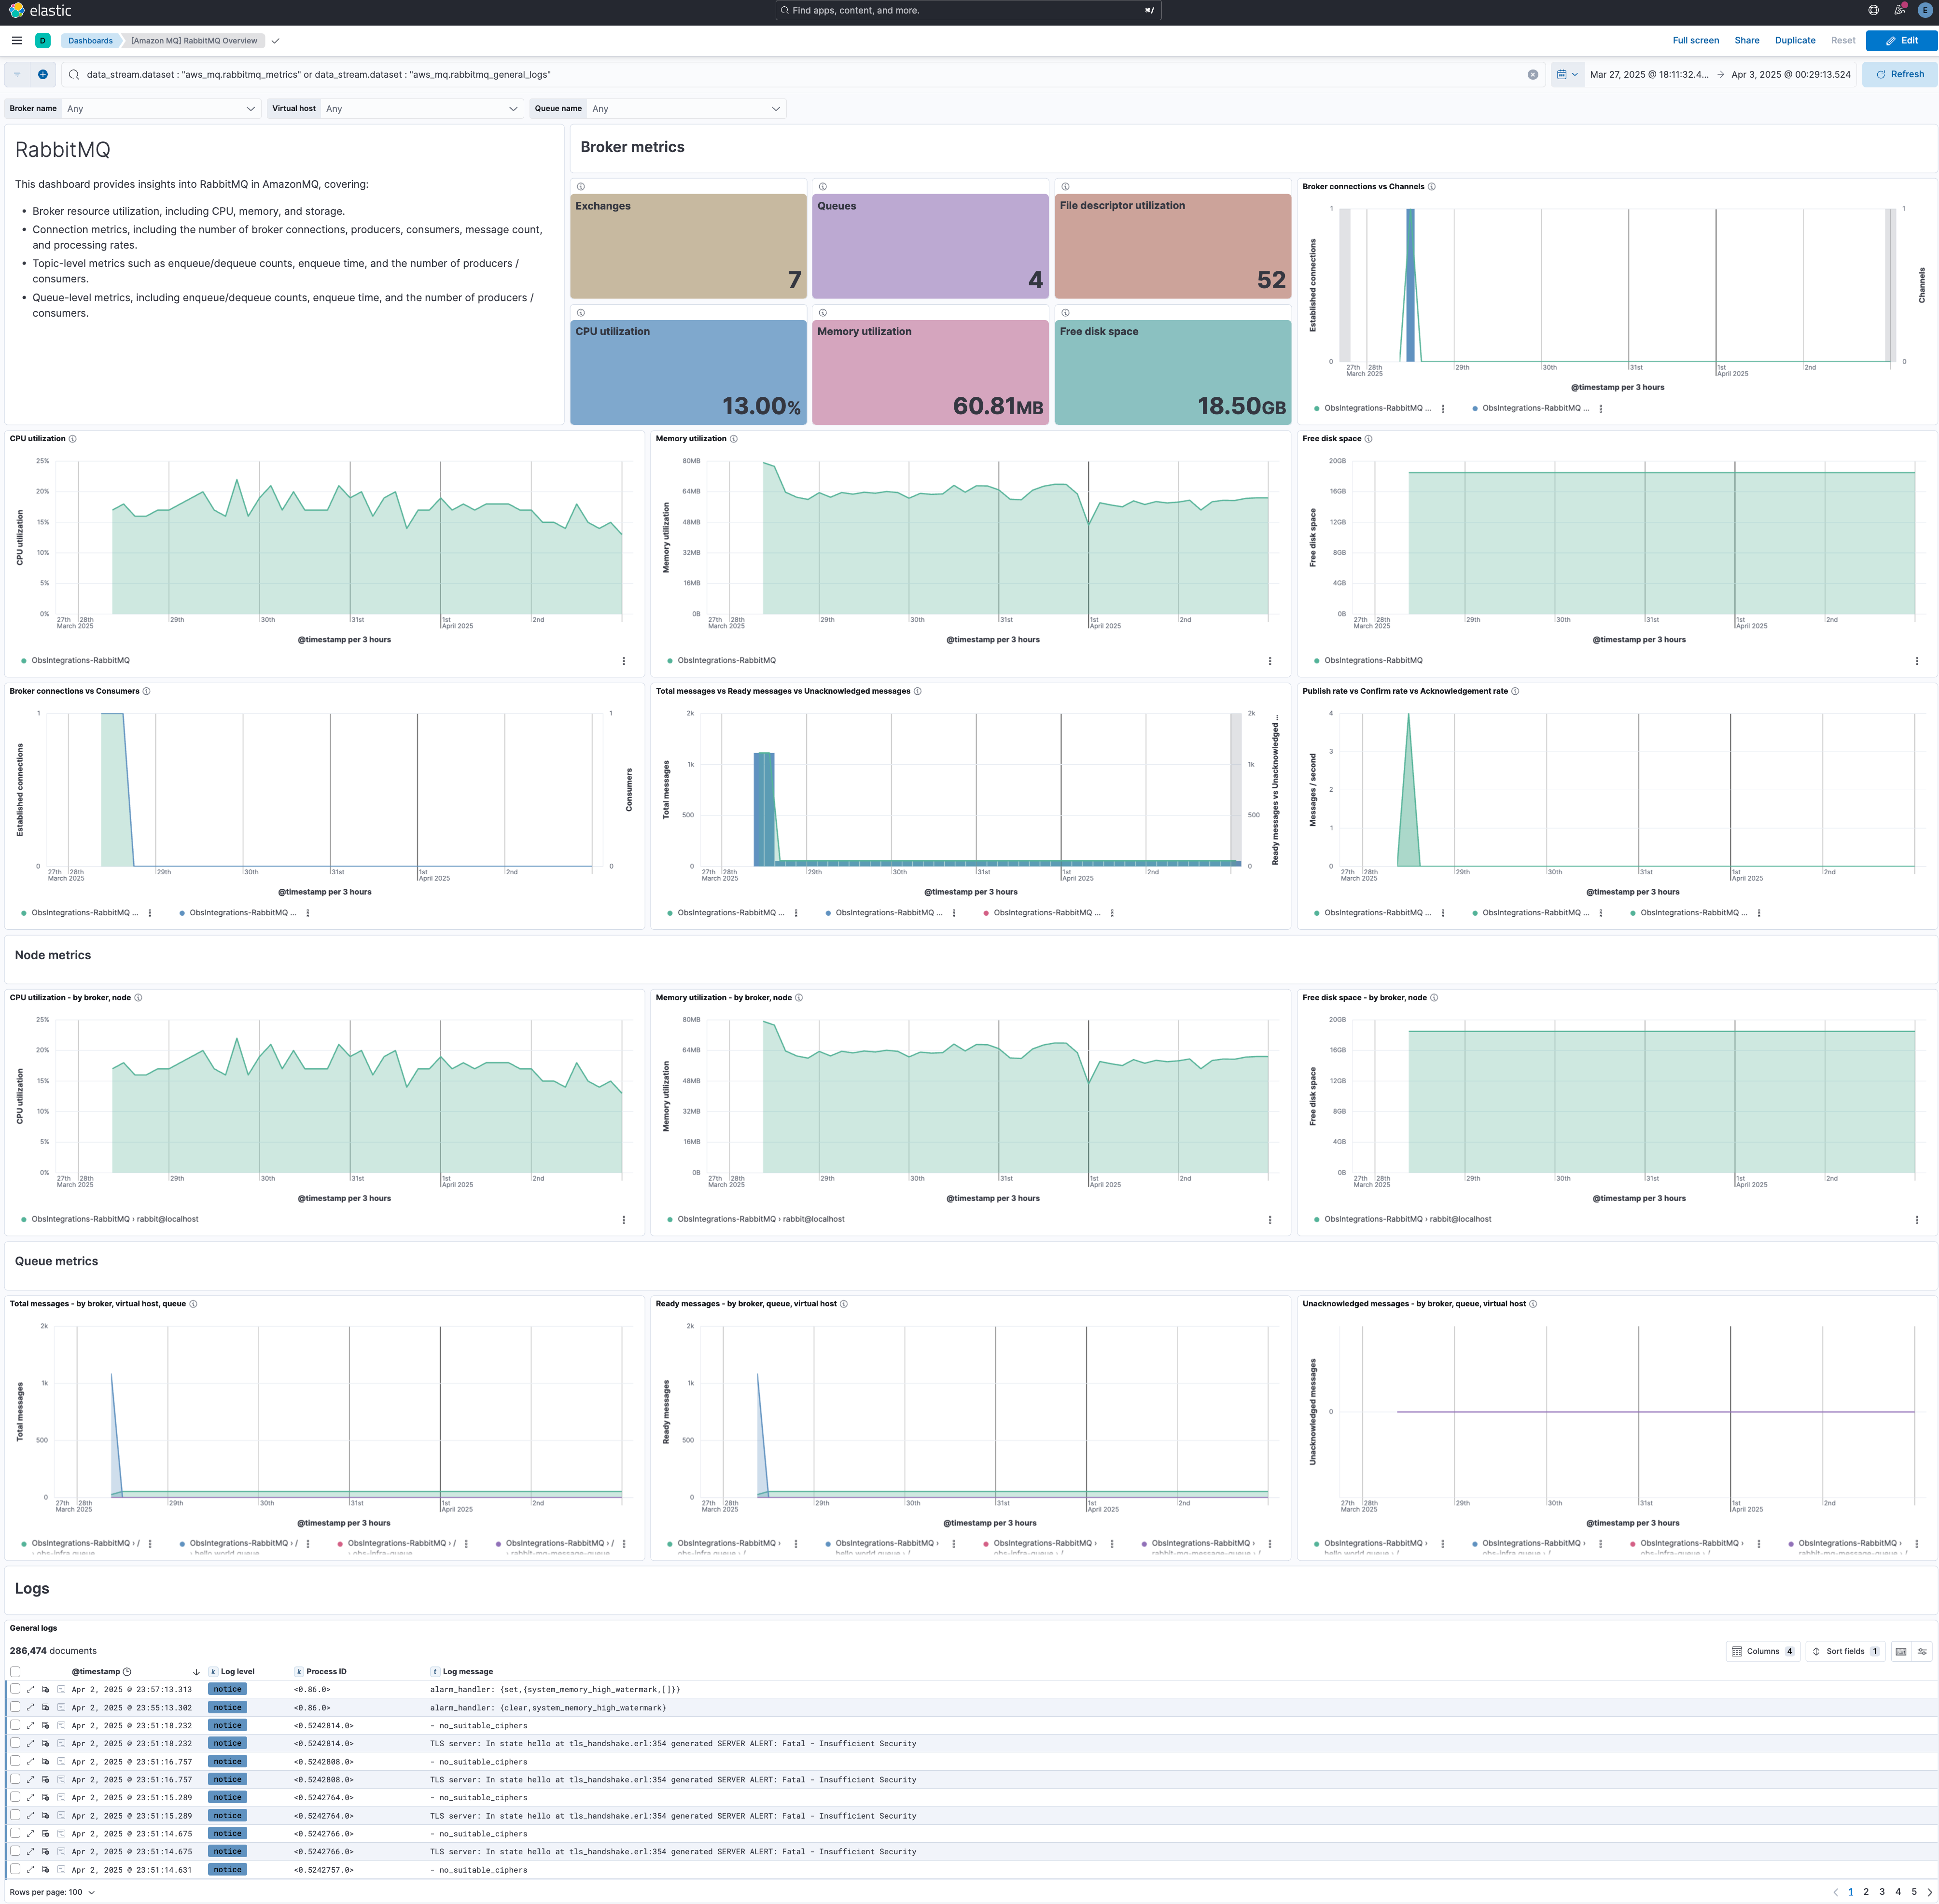 elastic
Find apps, content, and more.
⌘/
E
D
Dashboards
[Amazon MQ] RabbitMQ Overview
Full screen
Share
Duplicate
Reset
Edit
data_stream.dataset : "aws_mq.rabbitmq_metrics" or data_stream.dataset : "aws_mq.rabbitmq_general_logs"
Mar 27, 2025 @ 18:11:32.4... → Apr 3, 2025 @ 00:29:13.524
Refresh
Broker name Any
Virtual host Any
Queue name Any
RabbitMQ
This dashboard provides insights into RabbitMQ in AmazonMQ, covering:
• Broker resource utilization, including CPU, memory, and storage.
• Connection metrics, including the number of broker connections, producers, consumers, message count,
and processing rates.
• Topic-level metrics such as enqueue/dequeue counts, enqueue time, and the number of producers /
consumers.
• Queue-level metrics, including enqueue/dequeue counts, enqueue time, and the number of producers /
consumers.
Broker metrics
Exchanges
7
Queues
4
File descriptor utilization
52
CPU utilization
13.00%
Memory utilization
60.81MB
Free disk space
18.50GB
Broker connections vs Channels
Established connections
1
0
Channels
1
0
27th 28th 29th 30th 31st 1st 2nd
March 2025 April 2025
@timestamp per 3 hours
ObsIntegrations-RabbitMQ ...
ObsIntegrations-RabbitMQ ...
CPU utilization
CPU utilization
25%
20%
15%
10%
5%
0%
27th 28th 29th 30th 31st 1st 2nd
March 2025 April 2025
@timestamp per 3 hours
ObsIntegrations-RabbitMQ
Memory utilization
Memory utilization
80MB
64MB
48MB
32MB
16MB
0B
27th 28th 29th 30th 31st 1st 2nd
March 2025 April 2025
@timestamp per 3 hours
ObsIntegrations-RabbitMQ
Free disk space
Free disk space
20GB
16GB
12GB
8GB
4GB
0B
27th 28th 29th 30th 31st 1st 2nd
March 2025 April 2025
@timestamp per 3 hours
ObsIntegrations-RabbitMQ
Broker connections vs Consumers
Established connections
1
0
Consumers
1
0
27th 28th 29th 30th 31st 1st 2nd
March 2025 April 2025
@timestamp per 3 hours
ObsIntegrations-RabbitMQ ...
ObsIntegrations-RabbitMQ ...
Total messages vs Ready messages vs Unacknowledged messages
Total messages
2k
1k
500
0
Ready messages vs Unacknowledged ...
2k
1k
500
0
27th 28th 29th 30th 31st 1st 2nd
March 2025 April 2025
@timestamp per 3 hours
ObsIntegrations-RabbitMQ ...
ObsIntegrations-RabbitMQ ...
ObsIntegrations-RabbitMQ ...
Publish rate vs Confirm rate vs Acknowledgement rate
Messages / second
4
3
2
1
0
27th 28th 29th 30th 31st 1st 2nd
March 2025 April 2025
@timestamp per 3 hours
ObsIntegrations-RabbitMQ ...
ObsIntegrations-RabbitMQ ...
ObsIntegrations-RabbitMQ ...
Node metrics
CPU utilization - by broker, node
CPU utilization
25%
20%
15%
10%
5%
0%
27th 28th 29th 30th 31st 1st 2nd
March 2025 April 2025
@timestamp per 3 hours
ObsIntegrations-RabbitMQ › rabbit@localhost
Memory utilization - by broker, node
Memory utilization
80MB
64MB
48MB
32MB
16MB
0B
27th 28th 29th 30th 31st 1st 2nd
March 2025 April 2025
@timestamp per 3 hours
ObsIntegrations-RabbitMQ › rabbit@localhost
Free disk space - by broker, node
Free disk space
20GB
16GB
12GB
8GB
4GB
0B
27th 28th 29th 30th 31st 1st 2nd
March 2025 April 2025
@timestamp per 3 hours
ObsIntegrations-RabbitMQ › rabbit@localhost
Queue metrics
Total messages - by broker, virtual host, queue
Total messages
2k
1k
500
0
27th 28th 29th 30th 31st 1st 2nd
March 2025 April 2025
@timestamp per 3 hours
ObsIntegrations-RabbitMQ › /
ObsIntegrations-RabbitMQ › /
ObsIntegrations-RabbitMQ › /
ObsIntegrations-RabbitMQ › /
Ready messages - by broker, queue, virtual host
Ready messages
2k
1k
500
0
27th 28th 29th 30th 31st 1st 2nd
March 2025 April 2025
@timestamp per 3 hours
ObsIntegrations-RabbitMQ ›
ObsIntegrations-RabbitMQ ›
ObsIntegrations-RabbitMQ ›
ObsIntegrations-RabbitMQ ›
Unacknowledged messages - by broker, queue, virtual host
Unacknowledged messages
0
27th 28th 29th 30th 31st 1st 2nd
March 2025 April 2025
@timestamp per 3 hours
ObsIntegrations-RabbitMQ ›
ObsIntegrations-RabbitMQ ›
ObsIntegrations-RabbitMQ ›
ObsIntegrations-RabbitMQ ›
Logs
General logs
286,474 documents
Columns 4
Sort fields 1
@timestamp k Log level k Process ID t Log message
Apr 2, 2025 @ 23:57:13.313 notice <0.86.0> alarm_handler: {set,{system_memory_high_watermark,[]}}
Apr 2, 2025 @ 23:55:13.302 notice <0.86.0> alarm_handler: {clear,system_memory_high_watermark}
Apr 2, 2025 @ 23:51:18.232 notice <0.5242814.0> - no_suitable_ciphers
Apr 2, 2025 @ 23:51:18.232 notice <0.5242814.0> TLS server: In state hello at tls_handshake.erl:354 generated SERVER ALERT: Fatal - Insufficient Security
Apr 2, 2025 @ 23:51:16.757 notice <0.5242808.0> - no_suitable_ciphers
Apr 2, 2025 @ 23:51:16.757 notice <0.5242808.0> TLS server: In state hello at tls_handshake.erl:354 generated SERVER ALERT: Fatal - Insufficient Security
Apr 2, 2025 @ 23:51:15.289 notice <0.5242764.0> - no_suitable_ciphers
Apr 2, 2025 @ 23:51:15.289 notice <0.5242764.0> TLS server: In state hello at tls_handshake.erl:354 generated SERVER ALERT: Fatal - Insufficient Security
Apr 2, 2025 @ 23:51:14.675 notice <0.5242766.0> - no_suitable_ciphers
Apr 2, 2025 @ 23:51:14.675 notice <0.5242766.0> TLS server: In state hello at tls_handshake.erl:354 generated SERVER ALERT: Fatal - Insufficient Security
Apr 2, 2025 @ 23:51:14.631 notice <0.5242757.0> - no_suitable_ciphers
Rows per page: 100
1 2 3 4 5